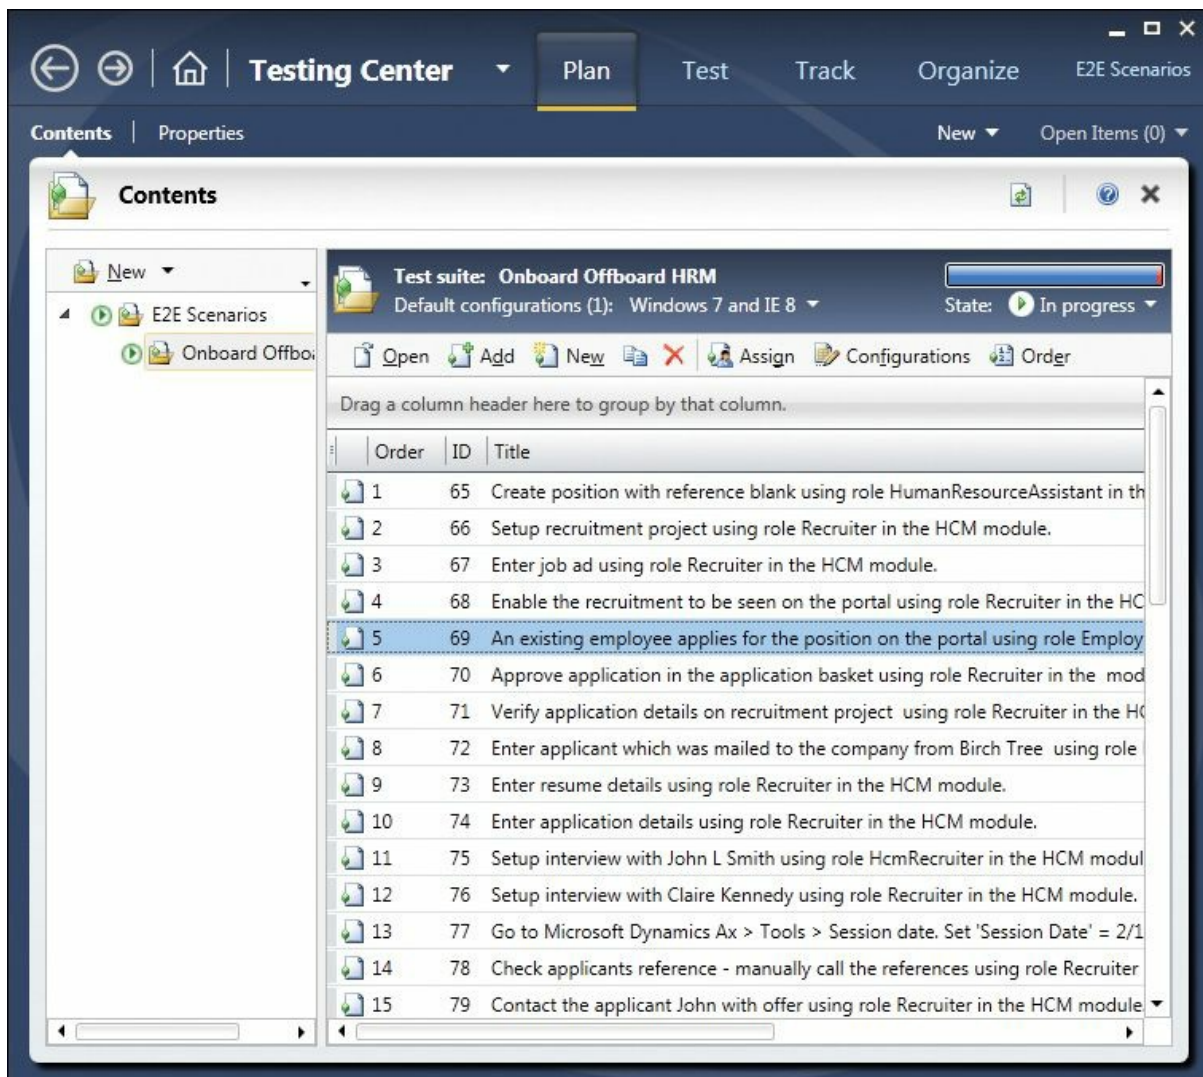 Testing Center Plan Test Track Organize E2E Scenarios
Contents Properties New Open Items (0)
Contents
New
E2E Scenarios
Onboard Offbo
Test suite: Onboard Offboard HRM
Default configurations (1): Windows 7 and IE 8
State: In progress
Open Add New Assign Configurations Order
Drag a column header here to group by that column.
Order ID Title
1 65 Create position with reference blank using role HumanResourceAssistant in th
2 66 Setup recruitment project using role Recruiter in the HCM module.
3 67 Enter job ad using role Recruiter in the HCM module.
4 68 Enable the recruitment to be seen on the portal using role Recruiter in the HC
5 69 An existing employee applies for the position on the portal using role Employ
6 70 Approve application in the application basket using role Recruiter in the mod
7 71 Verify application details on recruitment project using role Recruiter in the HC
8 72 Enter applicant which was mailed to the company from Birch Tree using role
9 73 Enter resume details using role Recruiter in the HCM module.
10 74 Enter application details using role Recruiter in the HCM module.
11 75 Setup interview with John L Smith using role HcmRecruiter in the HCM modul
12 76 Setup interview with Claire Kennedy using role Recruiter in the HCM module.
13 77 Go to Microsoft Dynamics Ax > Tools > Session date. Set 'Session Date' = 2/1
14 78 Check applicants reference - manually call the references using role Recruiter
15 79 Contact the applicant John with offer using role Recruiter in the HCM module